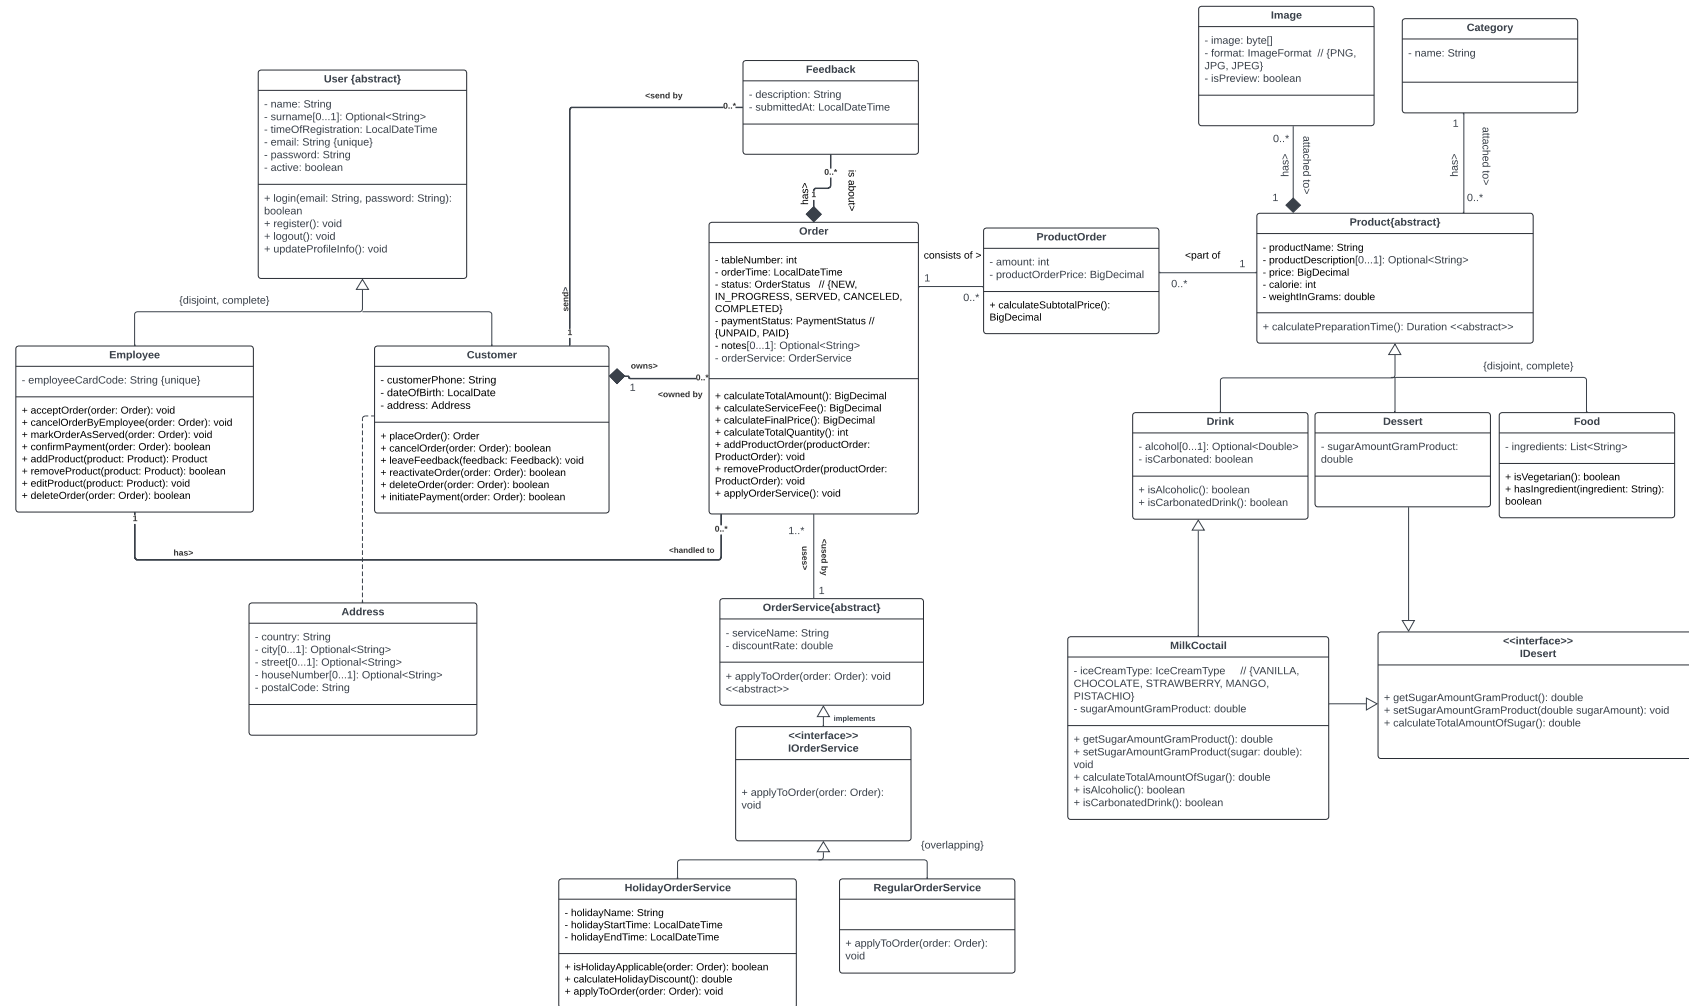 Image
- image: byte[]
- format: ImageFormat  // {PNG,
JPG, JPEG}
- isPreview: boolean
Category
- name: String
Feedback
- description: String
- submittedAt: LocalDateTime
User {abstract}
- name: String
- surname[0...1]: Optional<String>
- timeOfRegistration: LocalDateTime
- email: String {unique}
- password: String
- active: boolean
+ login(email: String, password: String):
boolean
+ register(): void
+ logout(): void
+ updateProfileInfo(): void
<send by
0..*
send>
1
0..*
is about>
has>
1
0..*
attached to>
has>
1
1
attached to>
has>
0..*
Order
- tableNumber: int
- orderTime: LocalDateTime
- status: OrderStatus   // {NEW,
IN_PROGRESS, SERVED, CANCELED,
COMPLETED}
- paymentStatus: PaymentStatus //
{UNPAID, PAID}
- notes[0...1]: Optional<String>
- orderService: OrderService
+ calculateTotalAmount(): BigDecimal
+ calculateServiceFee(): BigDecimal
+ calculateFinalPrice(): BigDecimal
+ calculateTotalQuantity(): int
+ addProductOrder(productOrder:
ProductOrder): void
+ removeProductOrder(productOrder:
ProductOrder): void
+ applyOrderService(): void
consists of >
1
0..*
ProductOrder
- amount: int
- productOrderPrice: BigDecimal
+ calculateSubtotalPrice():
BigDecimal
<part of
1
0..*
Product{abstract}
- productName: String
- productDescription[0...1]: Optional<String>
- price: BigDecimal
- calorie: int
- weightInGrams: double
+ calculatePreparationTime(): Duration <<abstract>>
{disjoint, complete}
{disjoint, complete}
Employee
- employeeCardCode: String {unique}
+ acceptOrder(order: Order): void
+ cancelOrderByEmployee(order: Order): void
+ markOrderAsServed(order: Order): void
+ confirmPayment(order: Order): boolean
+ addProduct(product: Product): Product
+ removeProduct(product: Product): boolean
+ editProduct(product: Product): void
+ deleteOrder(order: Order): boolean
Customer
- customerPhone: String
- dateOfBirth: LocalDate
- address: Address
+ placeOrder(): Order
+ cancelOrder(order: Order): boolean
+ leaveFeedback(feedback: Feedback): void
+ reactivateOrder(order: Order): boolean
+ deleteOrder(order: Order): boolean
+ initiatePayment(order: Order): boolean
owns>
1
0..*
<owned by
Drink
- alcohol[0...1]: Optional<Double>
- isCarbonated: boolean
+ isAlcoholic(): boolean
+ isCarbonatedDrink(): boolean
Dessert
- sugarAmountGramProduct:
double
Food
- ingredients: List<String>
+ isVegetarian(): boolean
+ hasIngredient(ingredient: String):
boolean
1
has>
<handled to
0..*
1..*
<used by
uses>
1
Address
- country: String
- city[0...1]: Optional<String>
- street[0...1]: Optional<String>
- houseNumber[0...1]: Optional<String>
- postalCode: String
OrderService{abstract}
- serviceName: String
- discountRate: double
+ applyToOrder(order: Order): void
<<abstract>>
implements
<<interface>>
IOrderService
+ applyToOrder(order: Order):
void
{overlapping}
MilkCoctail
- iceCreamType: IceCreamType     // {VANILLA,
CHOCOLATE, STRAWBERRY, MANGO,
PISTACHIO}
- sugarAmountGramProduct: double
+ getSugarAmountGramProduct(): double
+ setSugarAmountGramProduct(sugar: double):
void
+ calculateTotalAmountOfSugar(): double
+ isAlcoholic(): boolean
+ isCarbonatedDrink(): boolean
<<interface>>
IDesert
+ getSugarAmountGramProduct(): double
+ setSugarAmountGramProduct(double sugarAmount): void
+ calculateTotalAmountOfSugar(): double
HolidayOrderService
- holidayName: String
- holidayStartTime: LocalDateTime
- holidayEndTime: LocalDateTime
+ isHolidayApplicable(order: Order): boolean
+ calculateHolidayDiscount(): double
+ applyToOrder(order: Order): void
RegularOrderService
+ applyToOrder(order: Order):
void